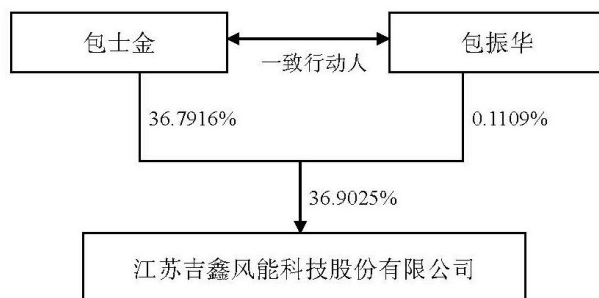 包士金
包振华
一致行动人
36.7916%
0.1109%
36.9025%
江苏吉鑫风能科技股份有限公司